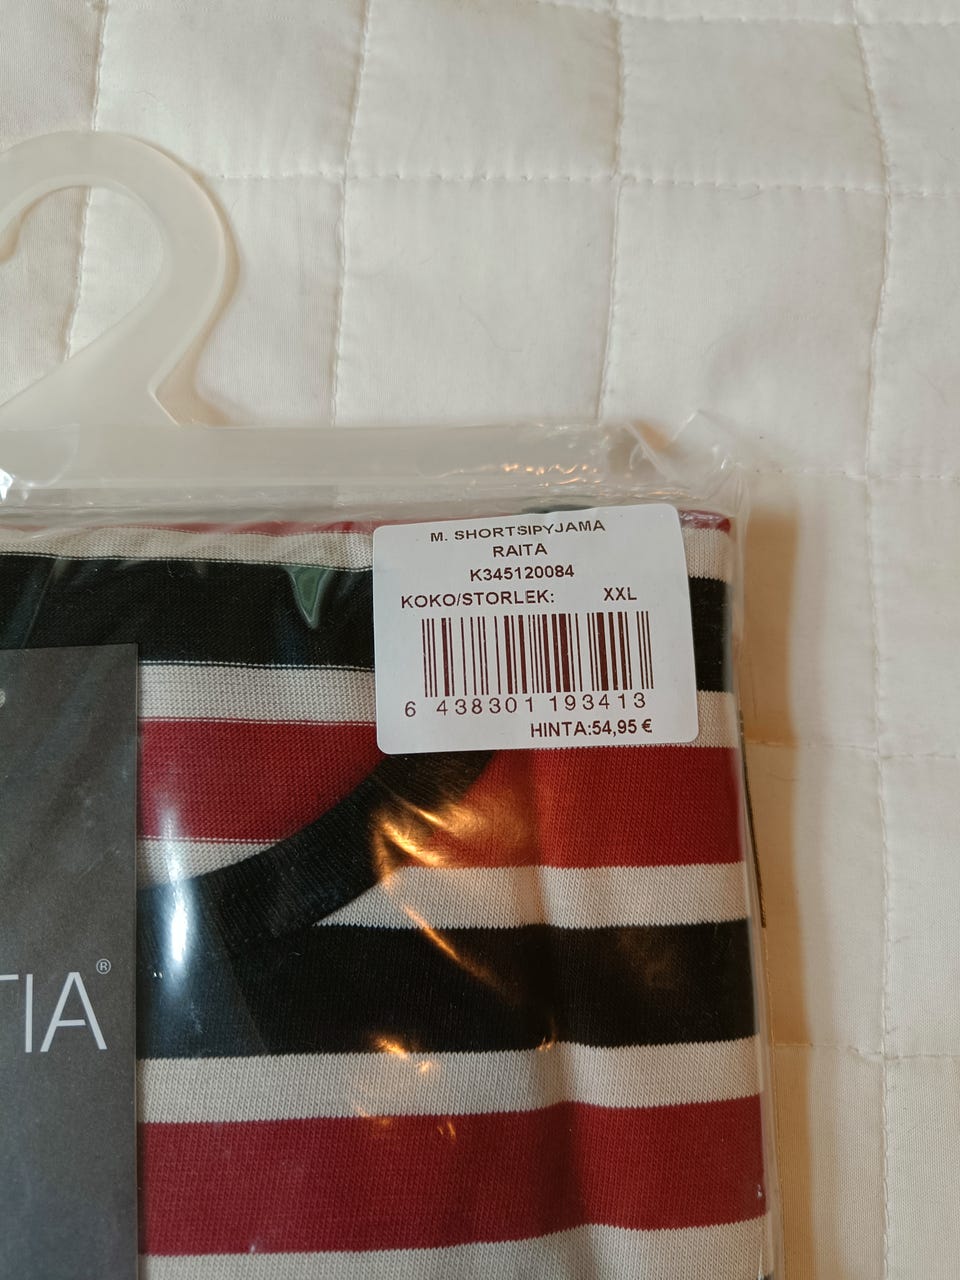 M. SHORTSIPYJAMA
RAITA
K345120084
KOKO/STORLEK: XXL
6 438301 193413
HINTA:54,95 €
TIA®